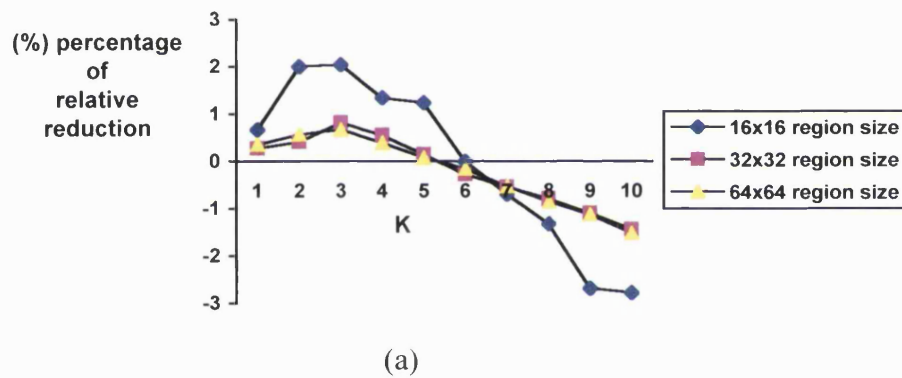 (%) percentage
of
relative
reduction
3
2
1
0
-1
-2
-3
1 2 3 4 5 6 7 8 9 10
K
16x16 region size
32x32 region size
64x64 region size
(a)